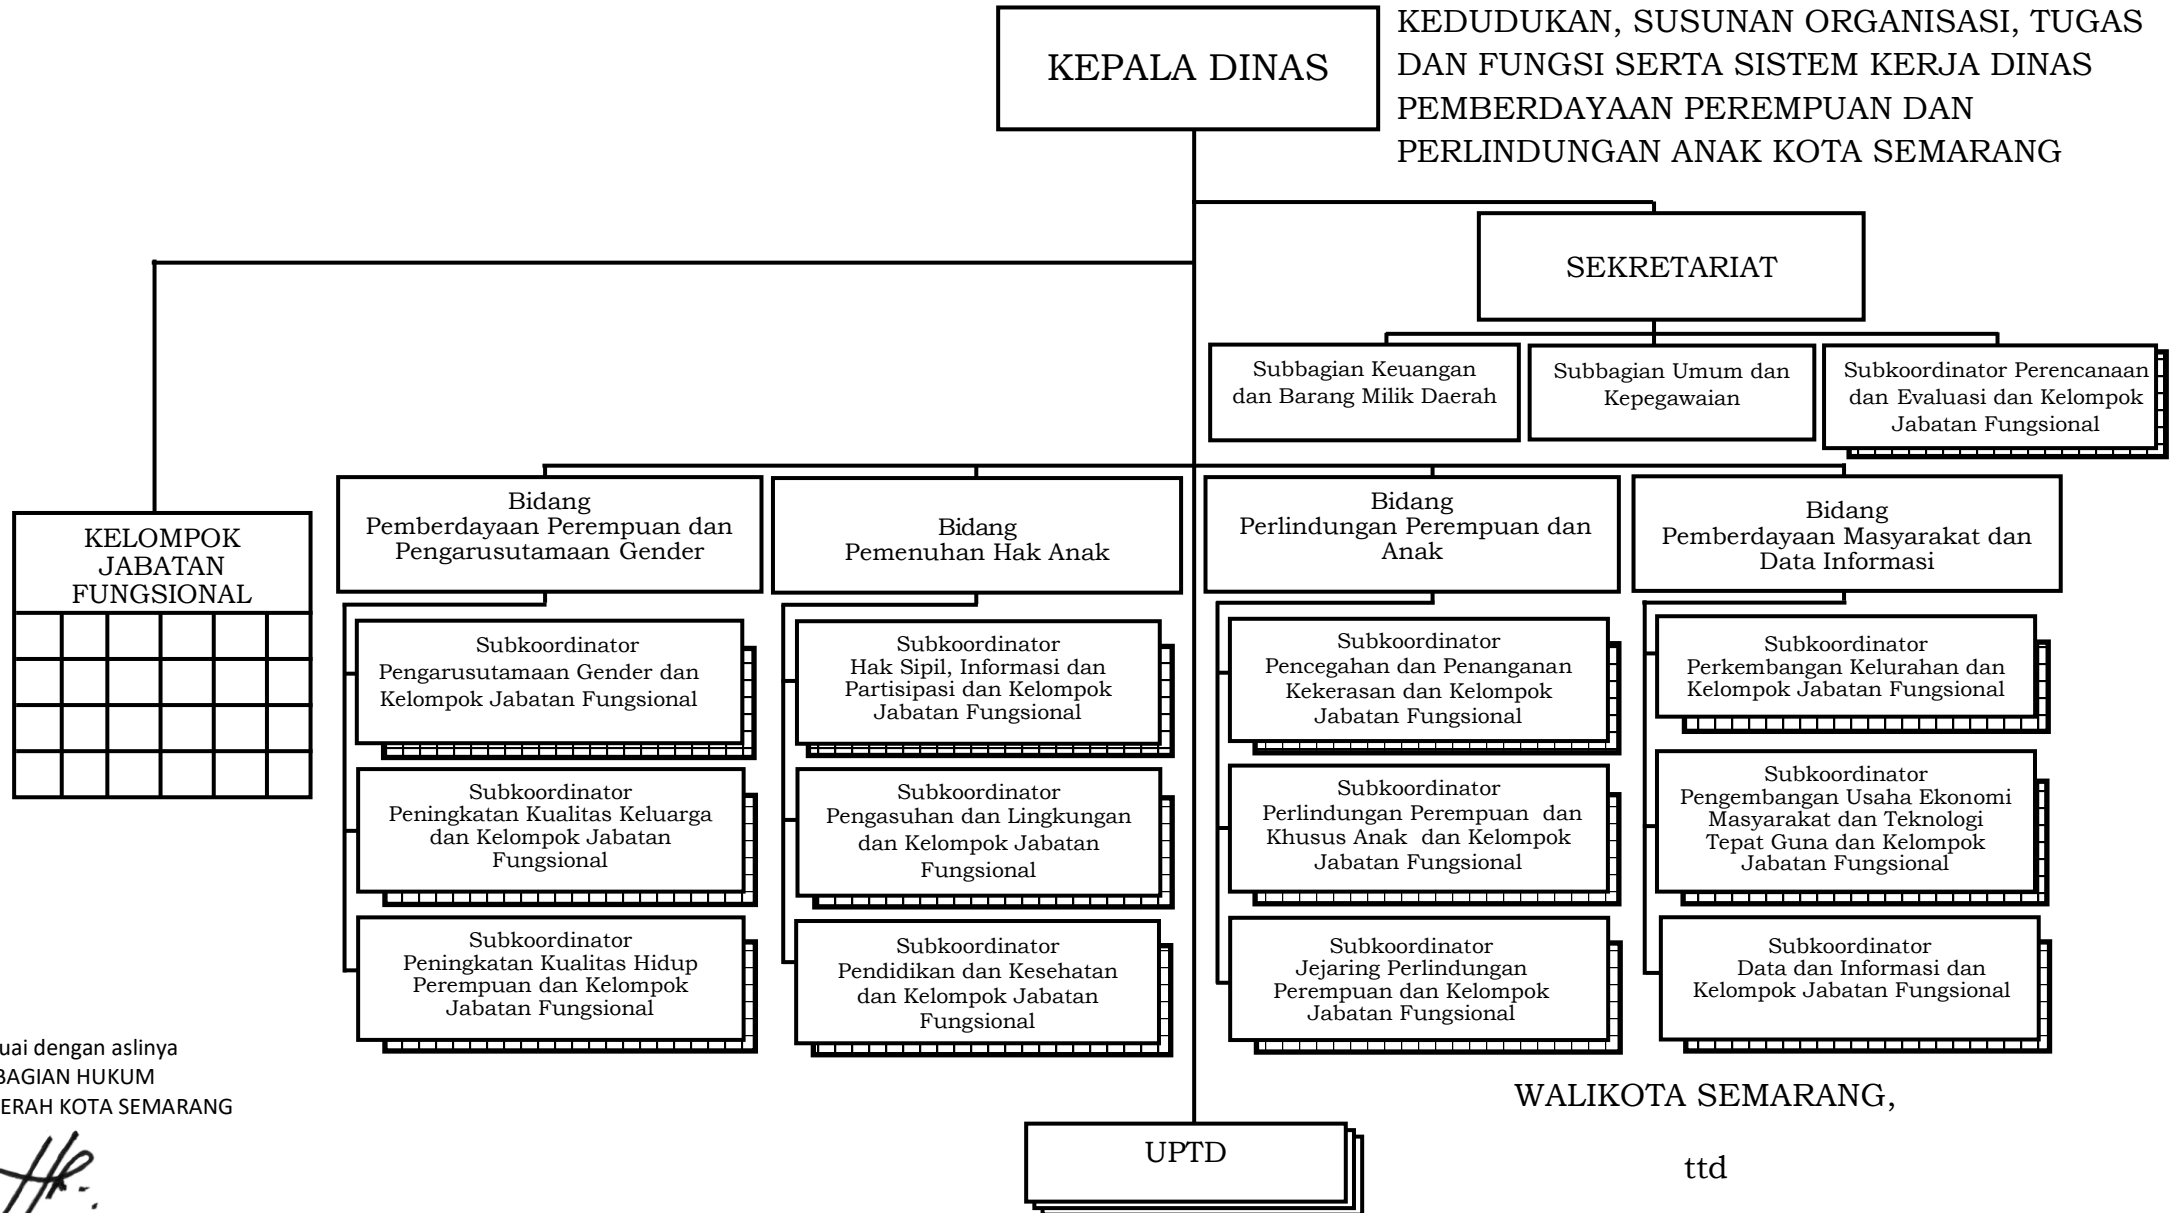 KEPALA DINAS
KEDUDUKAN, SUSUNAN ORGANISASI, TUGAS
DAN FUNGSI SERTA SISTEM KERJA DINAS
PEMBERDAYAAN PEREMPUAN DAN
PERLINDUNGAN ANAK KOTA SEMARANG
SEKRETARIAT
Subbagian Keuangan
dan Barang Milik Daerah
Subbagian Umum dan
Kepegawaian
Subkoordinator Perencanaan
dan Evaluasi dan Kelompok
Jabatan Fungsional
KELOMPOK
JABATAN
FUNGSIONAL
Bidang
Pemberdayaan Perempuan dan
Pengarusutamaan Gender
Subkoordinator
Pengarusutamaan Gender dan
Kelompok Jabatan Fungsional
Subkoordinator
Peningkatan Kualitas Keluarga
dan Kelompok Jabatan
Fungsional
Subkoordinator
Peningkatan Kualitas Hidup
Perempuan dan Kelompok
Jabatan Fungsional
Bidang
Pemenuhan Hak Anak
Subkoordinator
Hak Sipil, Informasi dan
Partisipasi dan Kelompok
Jabatan Fungsional
Subkoordinator
Pengasuhan dan Lingkungan
dan Kelompok Jabatan
Fungsional
Subkoordinator
Pendidikan dan Kesehatan
dan Kelompok Jabatan
Fungsional
Bidang
Perlindungan Perempuan dan
Anak
Subkoordinator
Pencegahan dan Penanganan
Kekerasan dan Kelompok
Jabatan Fungsional
Subkoordinator
Perlindungan Perempuan dan
Khusus Anak dan Kelompok
Jabatan Fungsional
Subkoordinator
Jejaring Perlindungan
Perempuan dan Kelompok
Jabatan Fungsional
Bidang
Pemberdayaan Masyarakat dan
Data Informasi
Subkoordinator
Perkembangan Kelurahan dan
Kelompok Jabatan Fungsional
Subkoordinator
Pengembangan Usaha Ekonomi
Masyarakat dan Teknologi
Tepat Guna dan Kelompok
Jabatan Fungsional
Subkoordinator
Data dan Informasi dan
Kelompok Jabatan Fungsional
uai dengan aslinya
BAGIAN HUKUM
ERAH KOTA SEMARANG
UPTD
WALIKOTA SEMARANG,
ttd